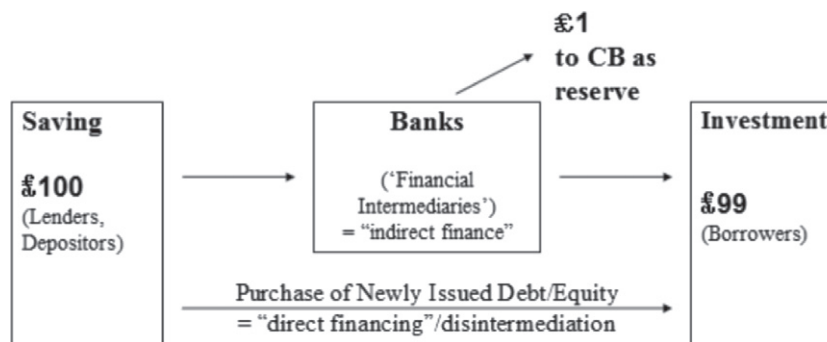 £1
to CB as
reserve
Saving
£100
(Lenders,
Depositors)
Banks
(‘Financial
Intermediaries’)
= “indirect finance”
Investment
£99
(Borrowers)
Purchase of Newly Issued Debt/Equity
= “direct financing”/disintermediation